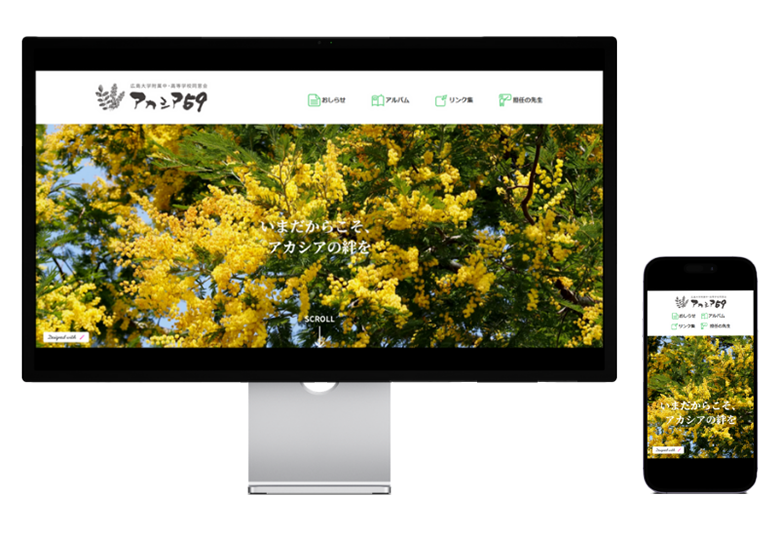 広島大学附属中・高等学校同窓会
アカシア59
おしらせ
アルバム
リンク集
担任の先生
いまだからこそ、
アカシアの絆を
SCROLL
Designed with
アカシア59
おしらせ
アルバム
リンク集
担任の先生
いまだからこそ、
アカシアの絆を
Designed with